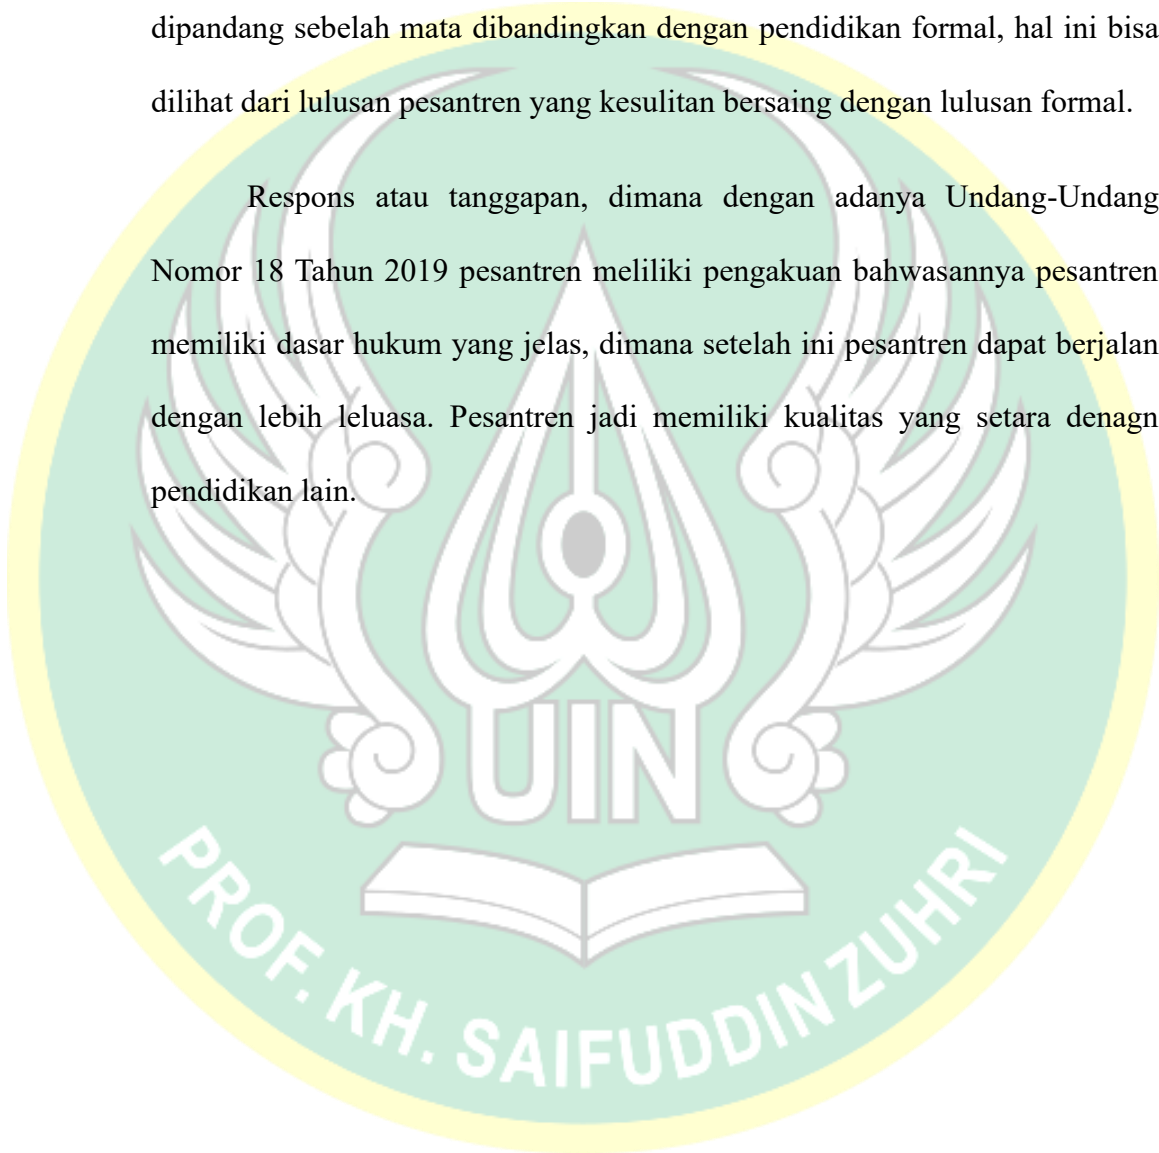 dipandang sebelah mata dibandingkan dengan pendidikan formal, hal ini bisa
dilihat dari lulusan pesantren yang kesulitan bersaing dengan lulusan formal.
Respons atau tanggapan, dimana dengan adanya Undang-Undang
Nomor 18 Tahun 2019 pesantren meliliki pengakuan bahwasannya pesantren
memiliki dasar hukum yang jelas, dimana setelah ini pesantren dapat berjalan
dengan lebih leluasa. Pesantren jadi memiliki kualitas yang setara denagn
pendidikan lain.
UIN
PROF. KH. SAIFUDDIN ZUHRI